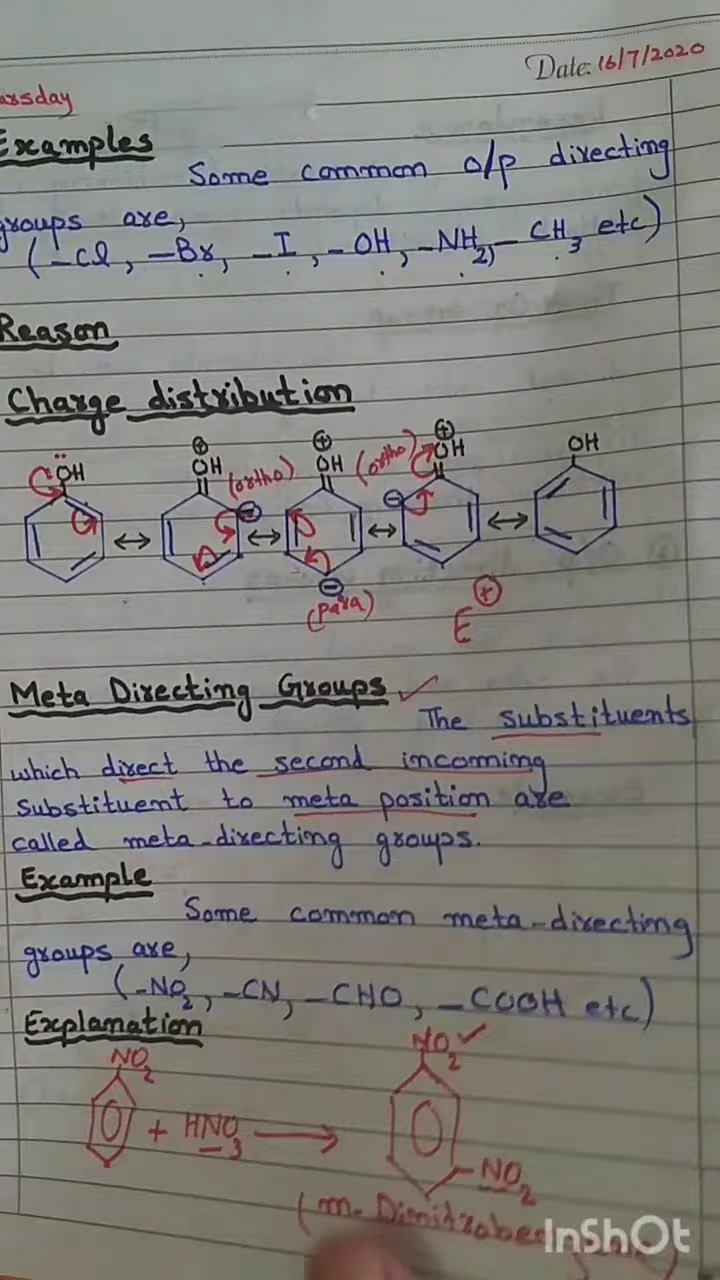 Date: 16/7/2020
Examples
Some common o/p directing
groups are,
(-Cl, -Br, -I, -OH, -NH₂, -CH₃ etc)
Reason
Charge distribution
ÖH ⊕ OH (ortho) ⊕ OH (ortho) ⊕ OH OH
⊖ ⊖ ⊖
(para) E⊕
Meta Directing Groups ✓
The substituents
which direct the second incoming
substituent to meta position are
called meta-directing groups.
Example
Some common meta-directing
groups are,
(-NO₂, -CN, -CHO, -COOH etc)
Explanation
NO₂ NO₂ ✓
+ HNO₃ ⟶
-NO₂
(m-
InShOt